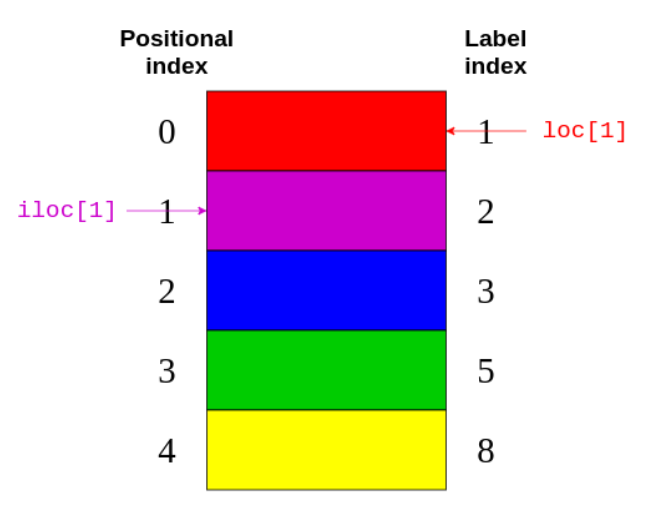 Positional
index
Label
index
0
1
loc[1]
iloc[1]
1
2
2
3
3
5
4
8